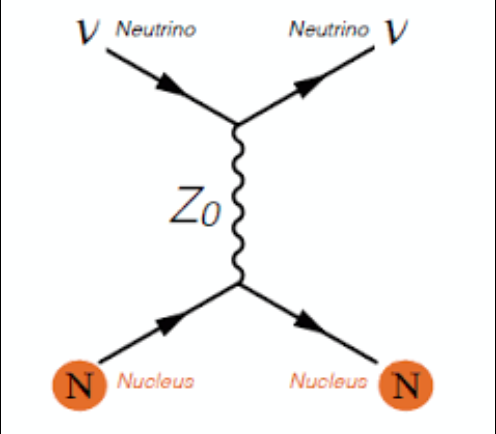 ν Neutrino Neutrino ν
Z0
N Nucleus Nucleus N